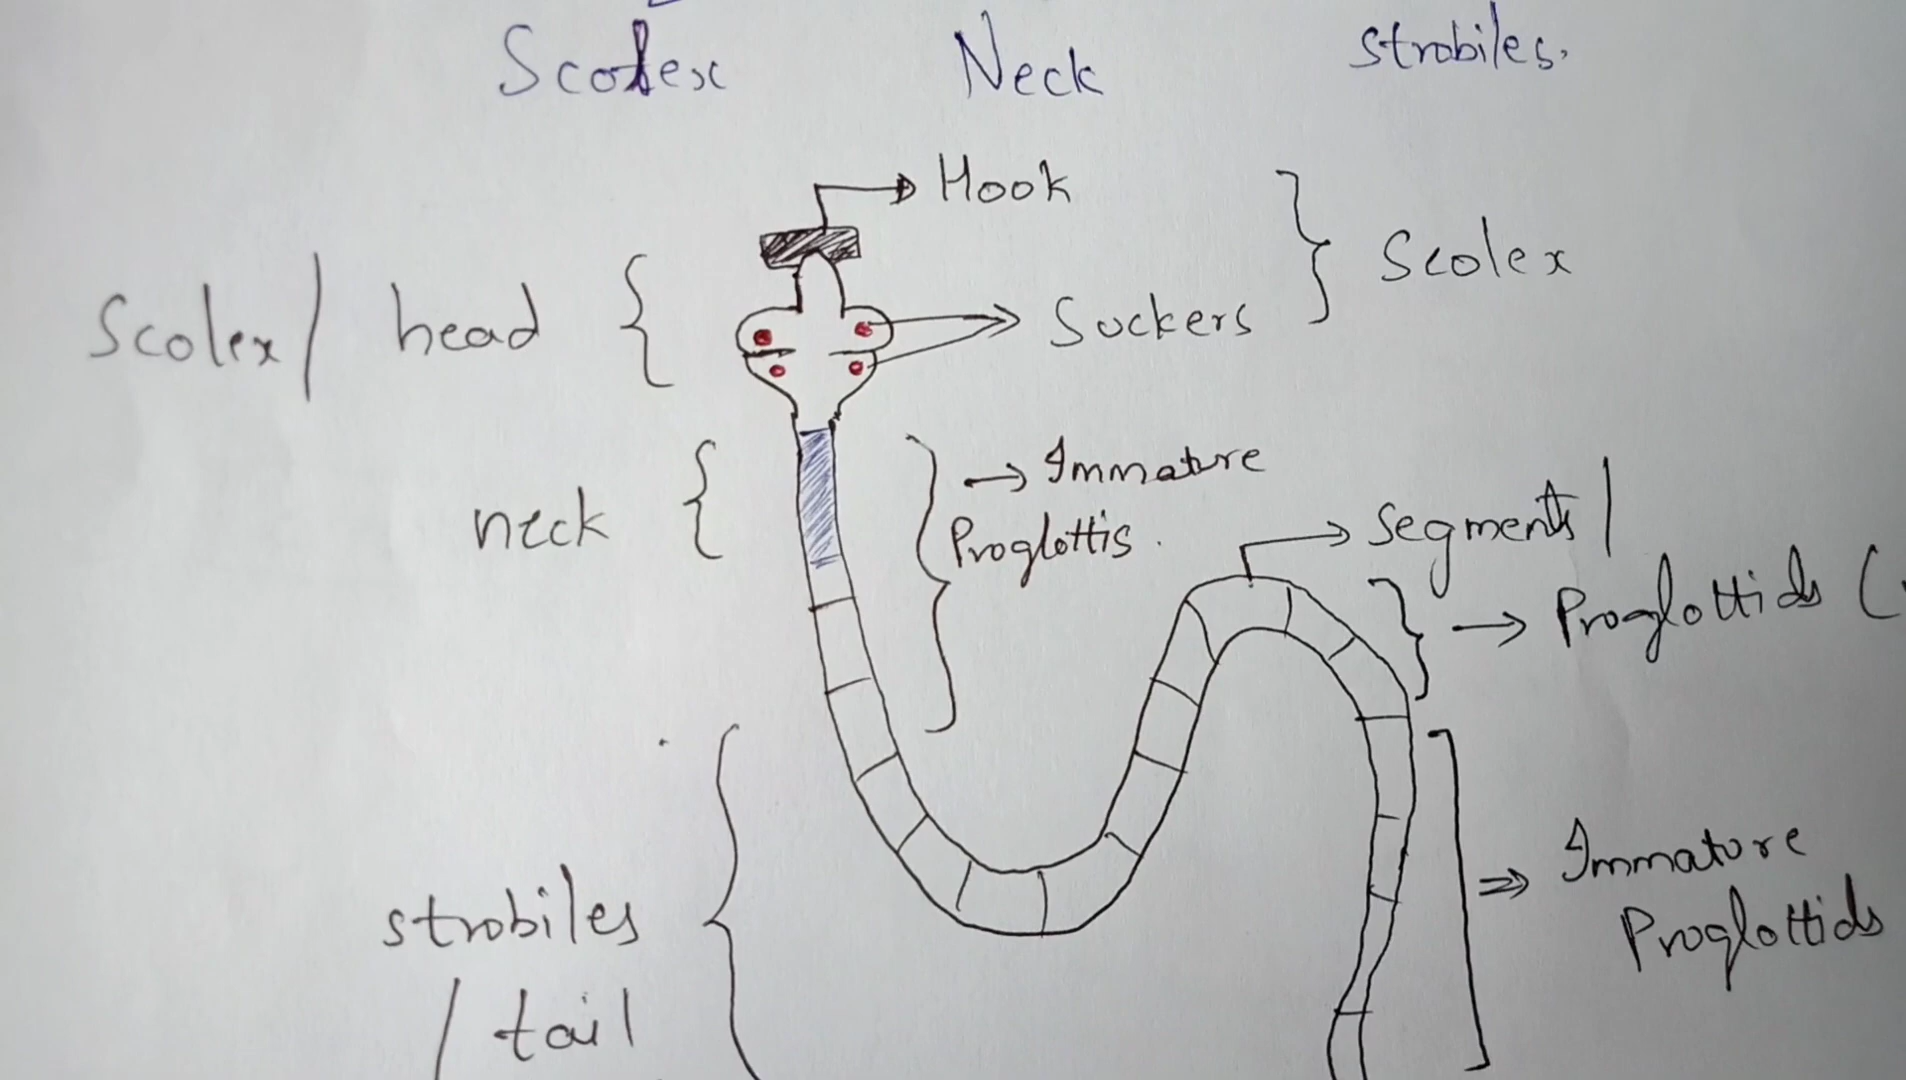 Scolex Neck strobiles.
Hook
Scolex
Scolex/ head
Suckers
→ Immature
Proglottis.
neck
→ Segments/
→ Proglottids (
⇒ Immature
Proglottids
strobiles
/ tail